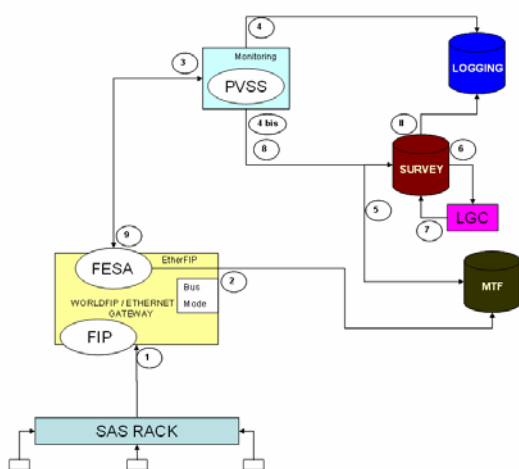 4
Monitoring
3
PVSS
LOGGING
4 bis
8
8
6
SURVEY
5
7
LGC
9
FESA
EtherFIP
2
Bus
Mode
WORLDFIP / ETHERNET
GATEWAY
MTF
FIP
1
SAS RACK